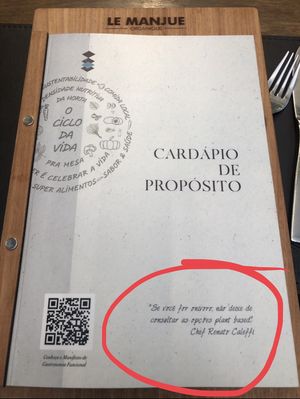 LE MANJUE
ORGANIQUE
SUSTENTABILIDADE
COMIDA LOCAL
DENSIDADE NUTRITIVA
DA HORTA
O
CICLO
DA
VIDA
PRA MESA
SABOR & SAÚDE
É CELEBRAR A VIDA
SUPER ALIMENTOS
CARDÁPIO
DE
PROPÓSITO
"Se você for onívoro, não deixe de
consultar as opções plant based"
Chef Renato Caleffi
Conheça o Manifesto de
Gastronomia Funcional